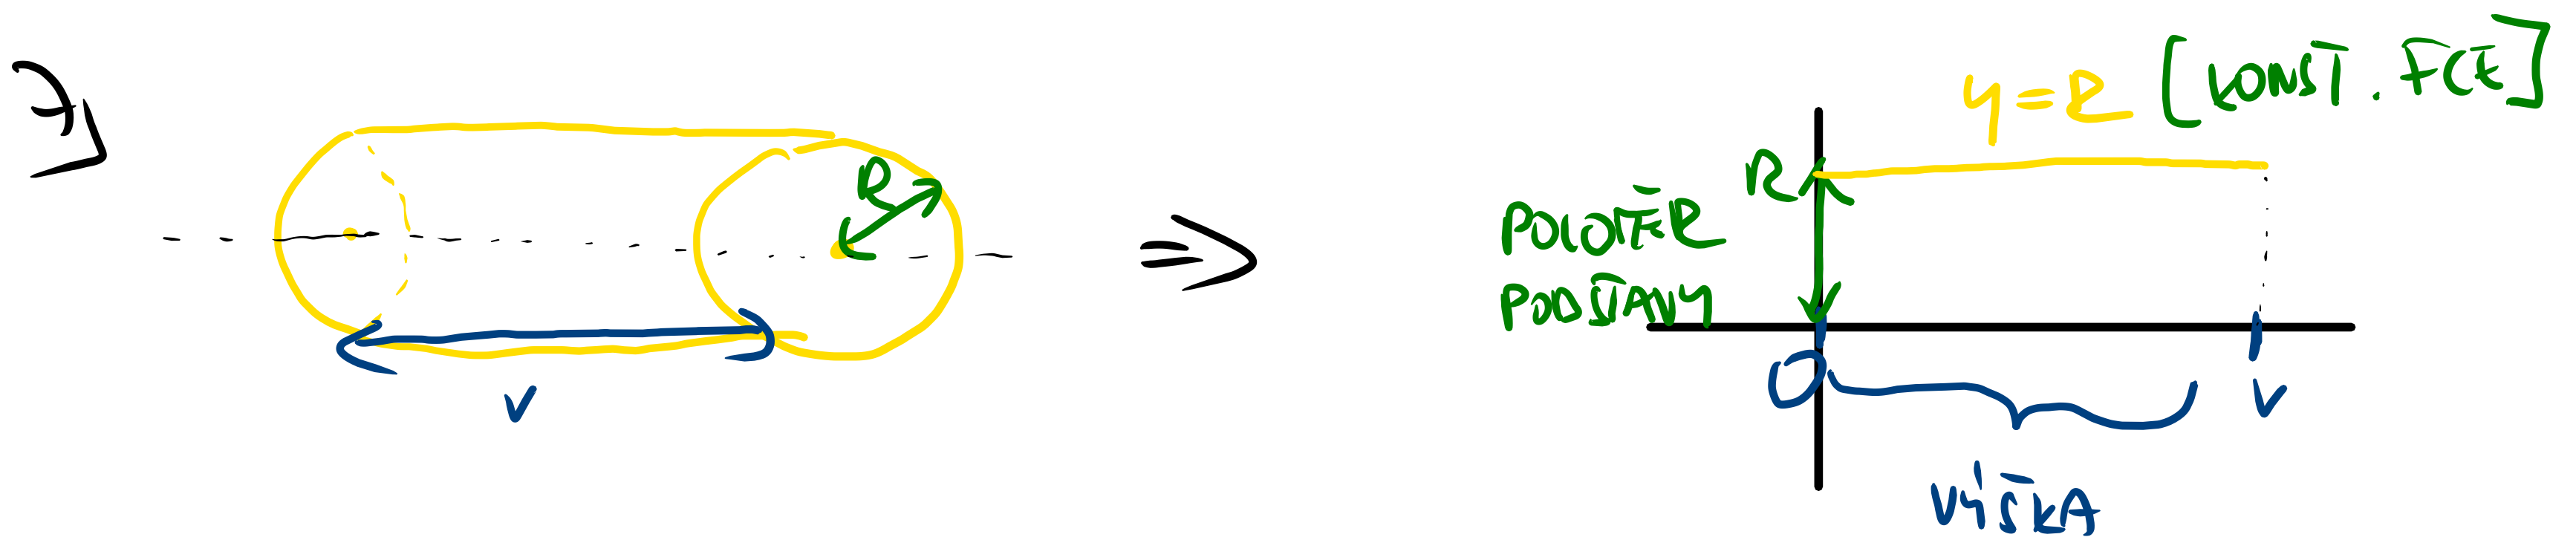 R
v
y = R [KONST. FCE]
R
POLOMĚR
PODSTAVY
0
v
VÝŠKA